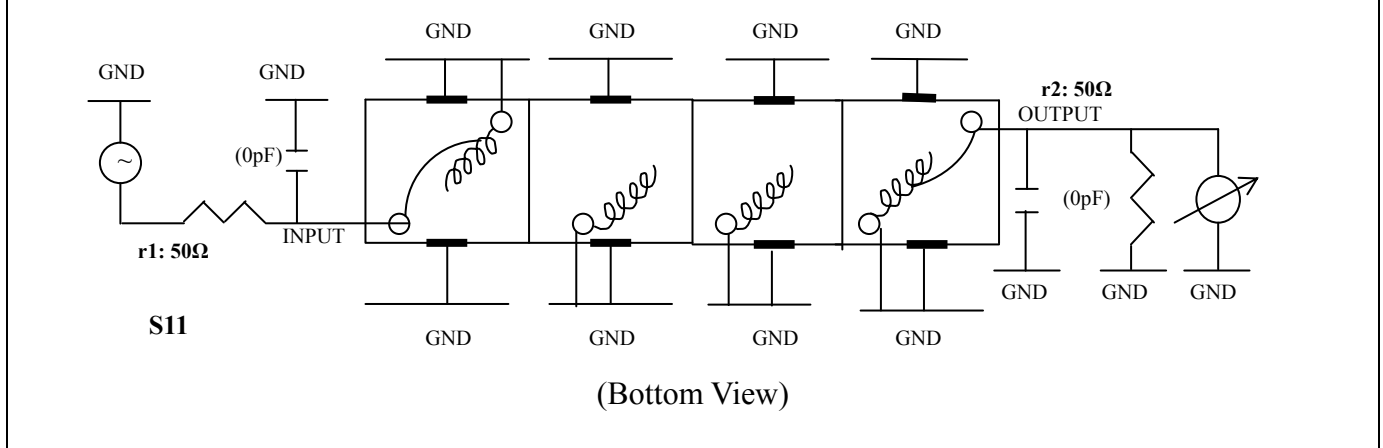 GND GND GND GND
GND GND r2: 50Ω
OUTPUT
(0pF) ~ (0pF)
INPUT
r1: 50Ω
GND GND GND
S11 GND GND GND GND
(Bottom View)